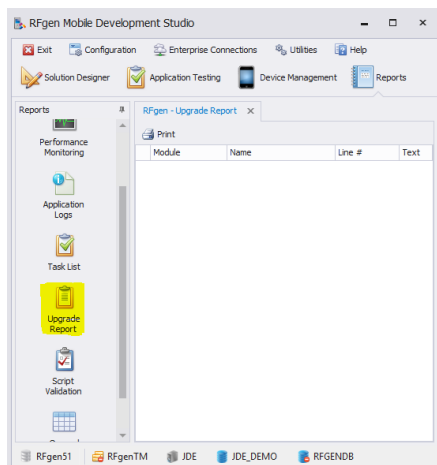 RFgen Mobile Development Studio
Exit Configuration Enterprise Connections Utilities Help
Solution Designer Application Testing Device Management Reports
Reports
RFgen - Upgrade Report
Print
Module Name Line # Text
Performance
Monitoring
Application
Logs
Task List
Upgrade
Report
Script
Validation
RFgen51 RFgenTM JDE JDE_DEMO RFGENDB